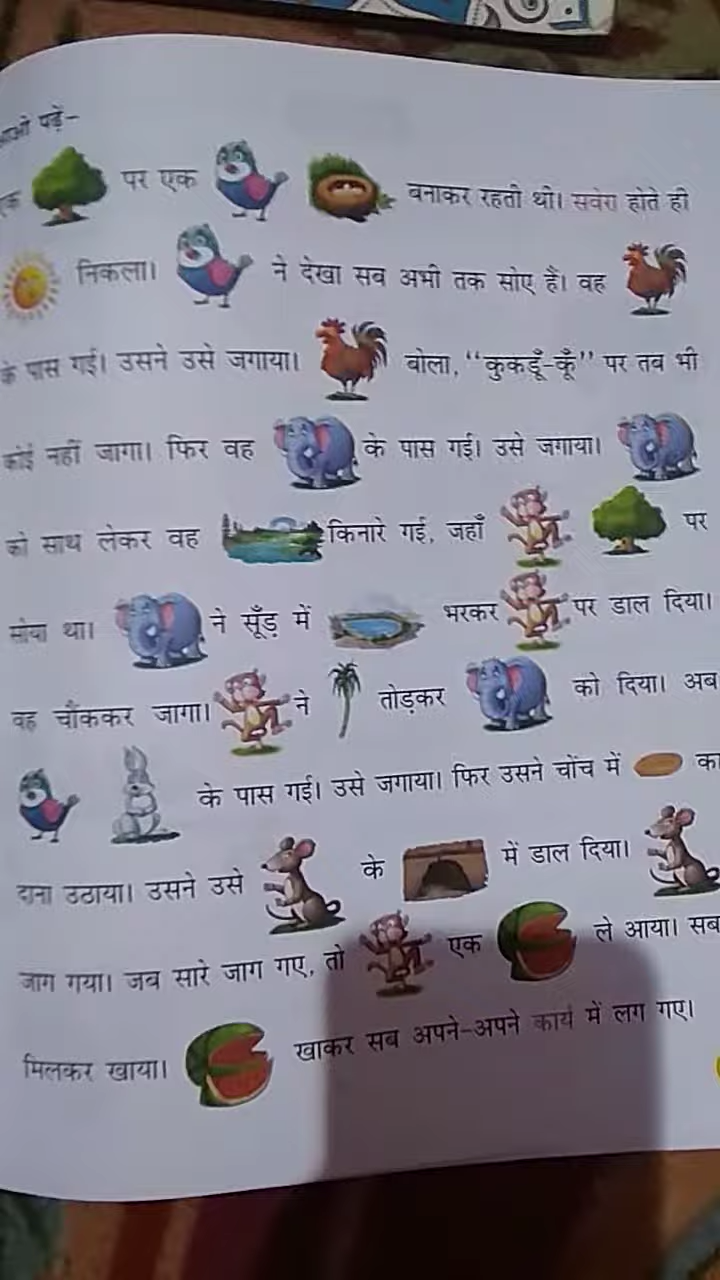 आओ पढ़ें-
एक पर एक बनाकर रहती थी। सवेरा होते ही
निकला। ने देखा सब अभी तक सोए हैं। वह
के पास गई। उसने उसे जगाया। बोला, “कुकडूँ-कूँ” पर तब भी
कोई नहीं जागा। फिर वह के पास गई। उसे जगाया।
को साथ लेकर वह किनारे गई, जहाँ पर
सोया था। ने सूँड़ में भरकर पर डाल दिया।
वह चौंककर जागा। ने तोड़कर को दिया। अब
के पास गई। उसे जगाया। फिर उसने चोंच में का
दाना उठाया। उसने उसे के में डाल दिया।
जाग गया। जब सारे जाग गए, तो एक ले आया। सब
मिलकर खाया। खाकर सब अपने-अपने कार्य में लग गए।